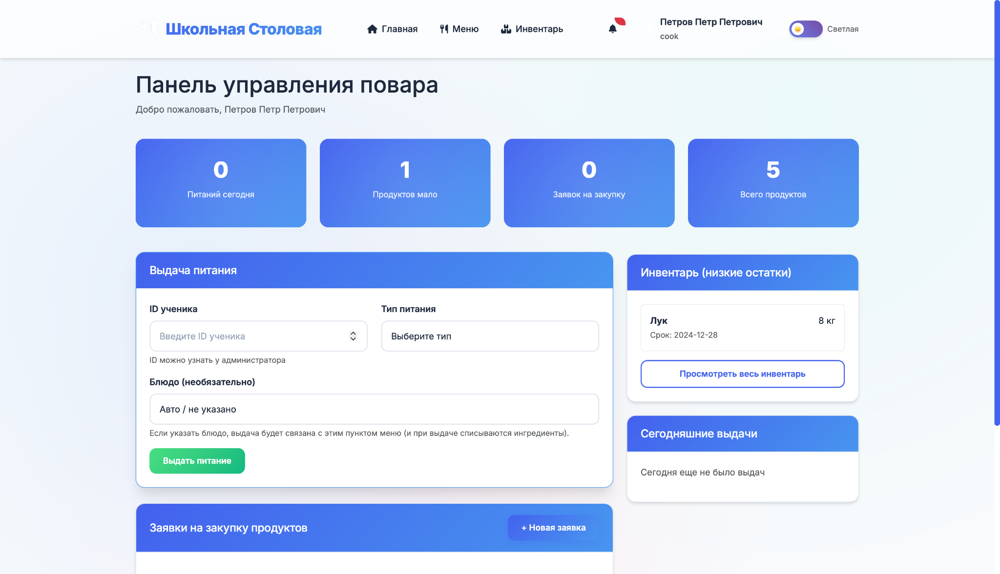 Школьная Столовая
Главная
Меню
Инвентарь
Петров Петр Петрович
cook
Светлая
Панель управления повара
Добро пожаловать, Петров Петр Петрович
0
Питаний сегодня
1
Продуктов мало
0
Заявок на закупку
5
Всего продуктов
Выдача питания
ID ученика
Введите ID ученика
ID можно узнать у администратора
Тип питания
Выберите тип
Блюдо (необязательно)
Авто / не указано
Если указать блюдо, выдача будет связана с этим пунктом меню (и при выдаче списываются ингредиенты).
Выдать питание
Инвентарь (низкие остатки)
Лук
8 кг
Срок: 2024-12-28
Просмотреть весь инвентарь
Сегодняшние выдачи
Сегодня еще не было выдач
Заявки на закупку продуктов
+ Новая заявка